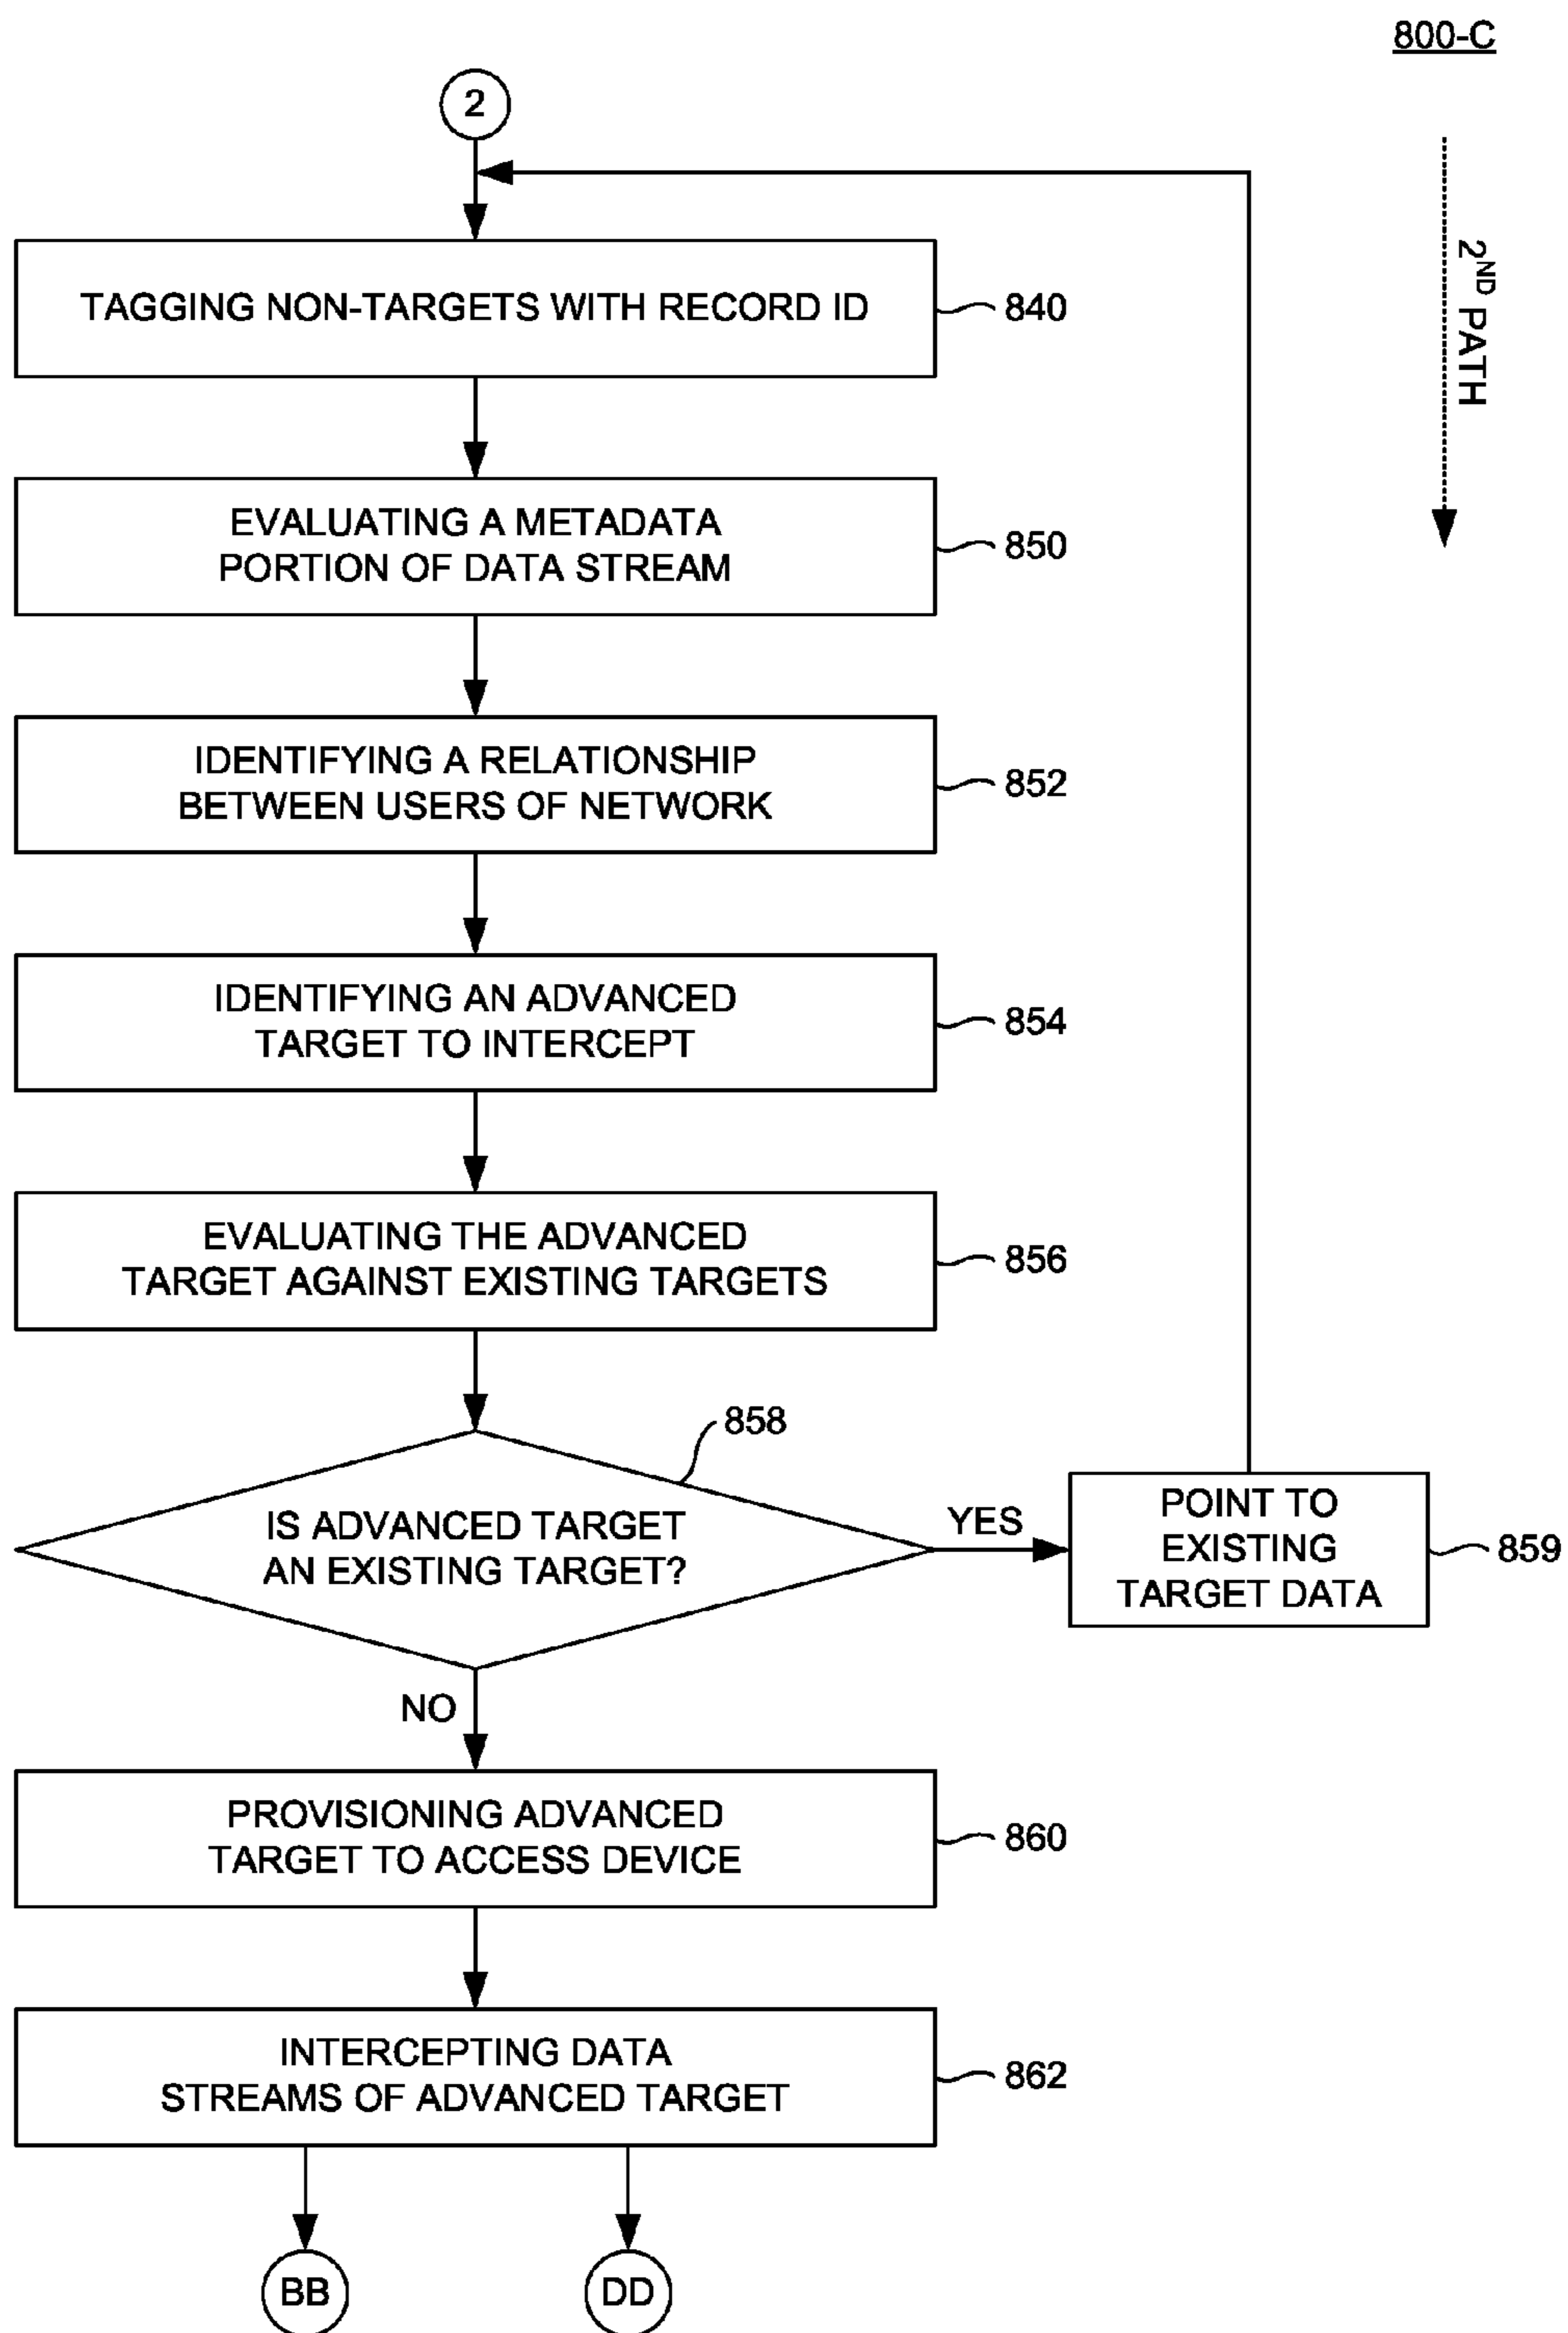 800-C
2
2ND PATH
TAGGING NON-TARGETS WITH RECORD ID
840
EVALUATING A METADATA
PORTION OF DATA STREAM
850
IDENTIFYING A RELATIONSHIP
BETWEEN USERS OF NETWORK
852
IDENTIFYING AN ADVANCED
TARGET TO INTERCEPT
854
EVALUATING THE ADVANCED
TARGET AGAINST EXISTING TARGETS
856
858
IS ADVANCED TARGET
AN EXISTING TARGET?
YES
POINT TO
EXISTING
TARGET DATA
859
NO
PROVISIONING ADVANCED
TARGET TO ACCESS DEVICE
860
INTERCEPTING DATA
STREAMS OF ADVANCED TARGET
862
BB
DD